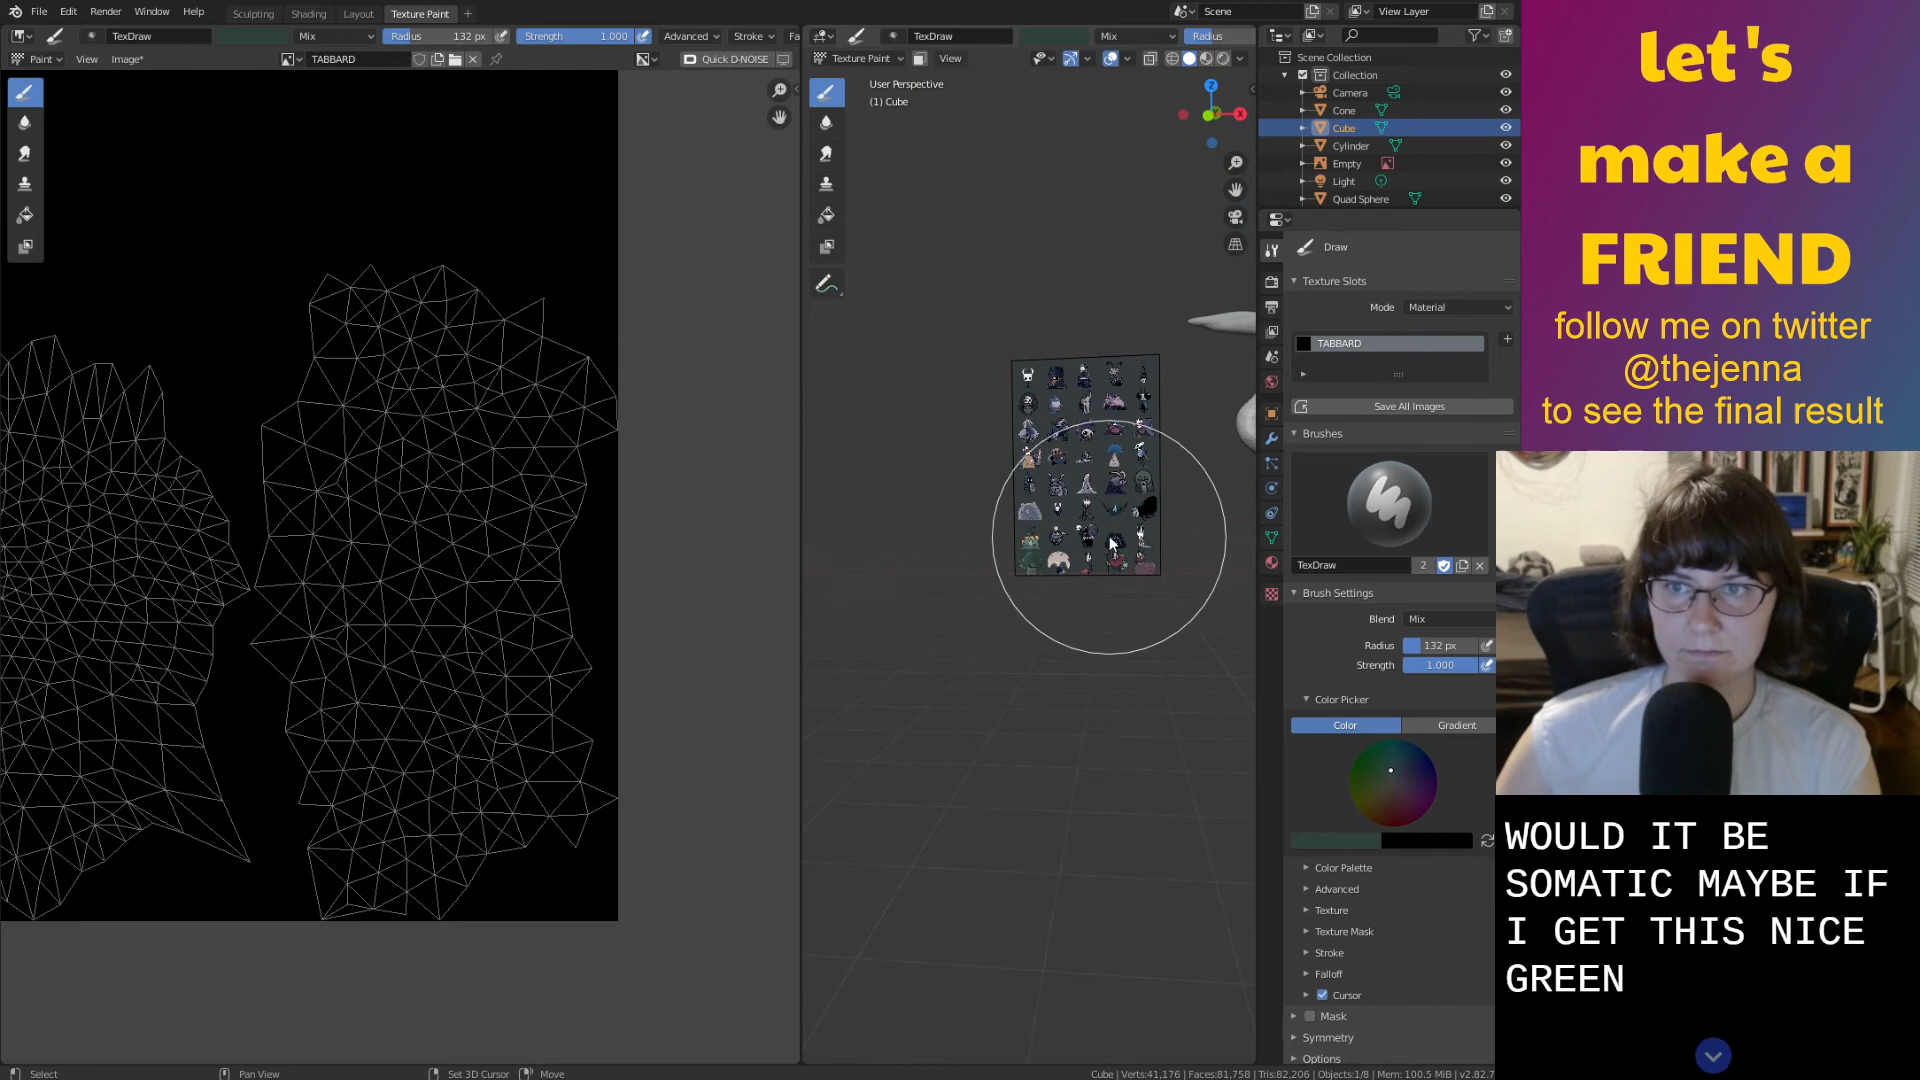 File Edit Render Window Help Sculpting Shading Layout Texture Paint + Scene View Layer
TexDraw Mix Radius 132 px Strength 1.000 Advanced Stroke Fa TexDraw Mix Radius
Paint View Image* TABBARD Quick D-NOISE Texture Paint View
User Perspective
(1) Cube
Z
X
Scene Collection
Collection
Camera
Cone
Cube
Cylinder
Empty
Light
Quad Sphere
Draw
Texture Slots
Mode Material
TABBARD
Save All Images
Brushes
TexDraw 2
Brush Settings
Blend Mix
Radius 132 px
Strength 1.000
Color Picker
Color Gradient
Color Palette
Advanced
Texture
Texture Mask
Stroke
Falloff
Cursor
Mask
Symmetry
Options
let's
make a
FRIEND
follow me on twitter
@thejenna
to see the final result
WOULD IT BE
SOMATIC MAYBE IF
I GET THIS NICE
GREEN
Select Pan View Set 3D Cursor Move Cube | Verts:41,176 | Faces:81,758 | Tris:82,206 | Objects:1/8 | Mem: 100.5 MiB | v2.82.7